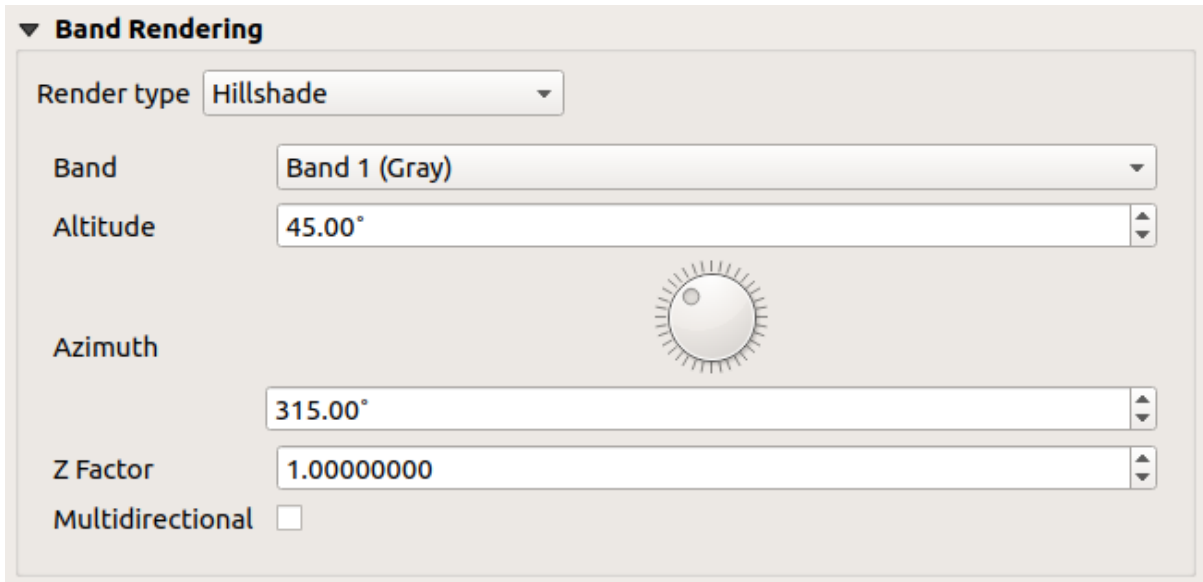 Band Rendering
Render type Hillshade
Band Band 1 (Gray)
Altitude 45.00°
Azimuth
315.00°
Z Factor 1.00000000
Multidirectional